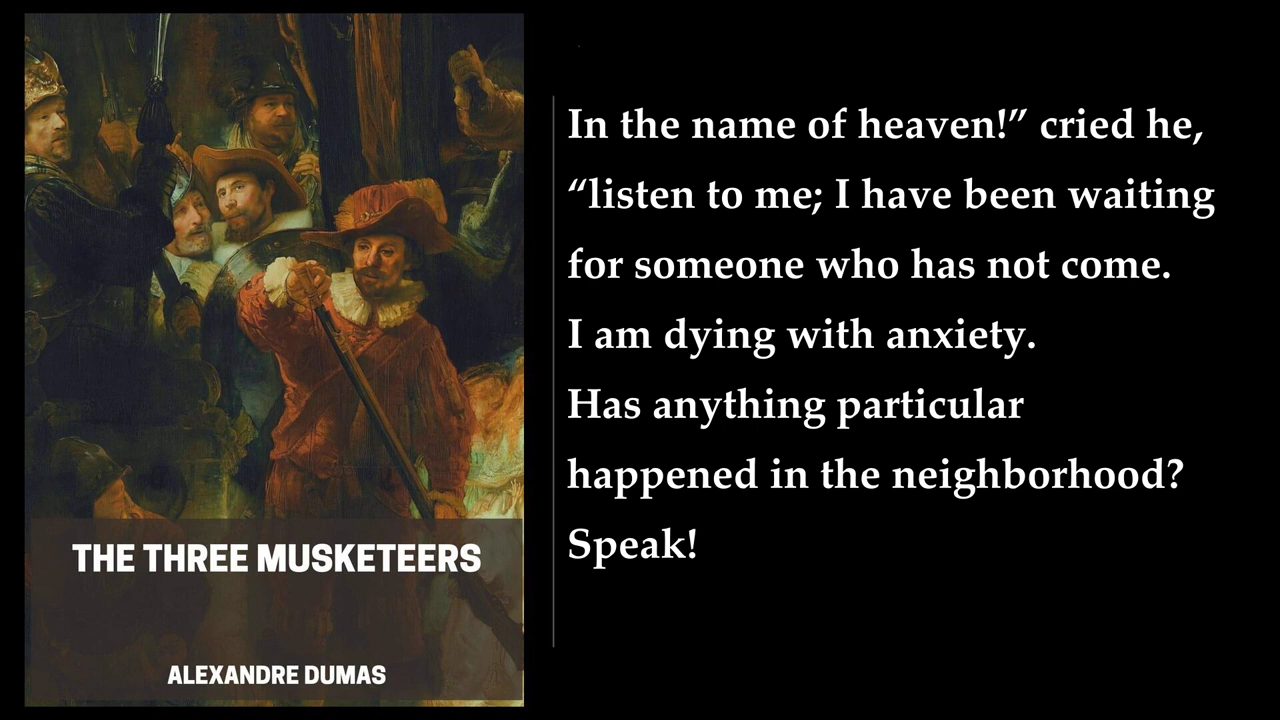 THE THREE MUSKETEERS
ALEXANDRE DUMAS
In the name of heaven!” cried he,
“listen to me; I have been waiting
for someone who has not come.
I am dying with anxiety.
Has anything particular
happened in the neighborhood?
Speak!